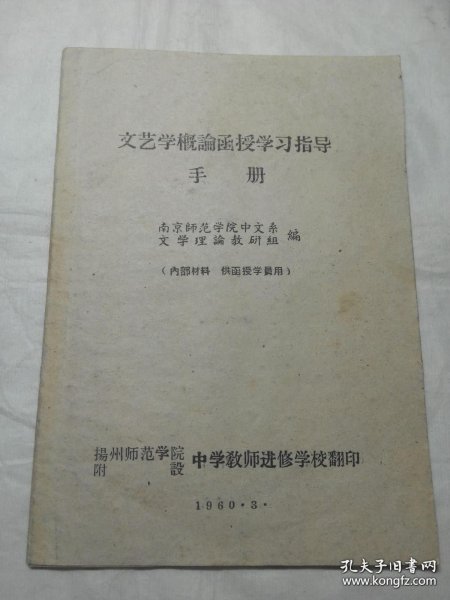 文艺学概論函授学习指导
手册
南京師范学院中文系
文学理論教研組 編
（内部材料 供函授学員用）
揚州师范学院
附設 中学教师进修学校翻印
1960·3·
孔夫子旧书网
www.kongfz.com